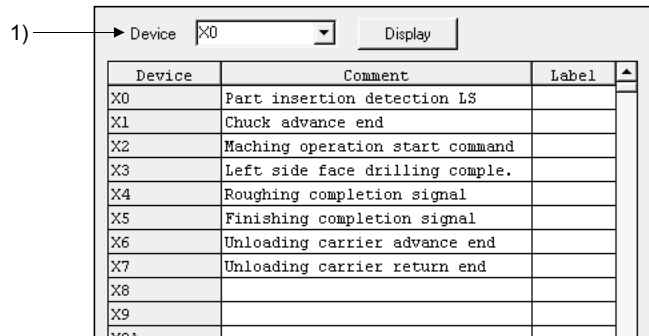 1) Device X0 Display
Device Comment Label
X0 Part insertion detection LS
X1 Chuck advance end
X2 Maching operation start command
X3 Left side face drilling comple.
X4 Roughing completion signal
X5 Finishing completion signal
X6 Unloading carrier advance end
X7 Unloading carrier return end
X8
X9